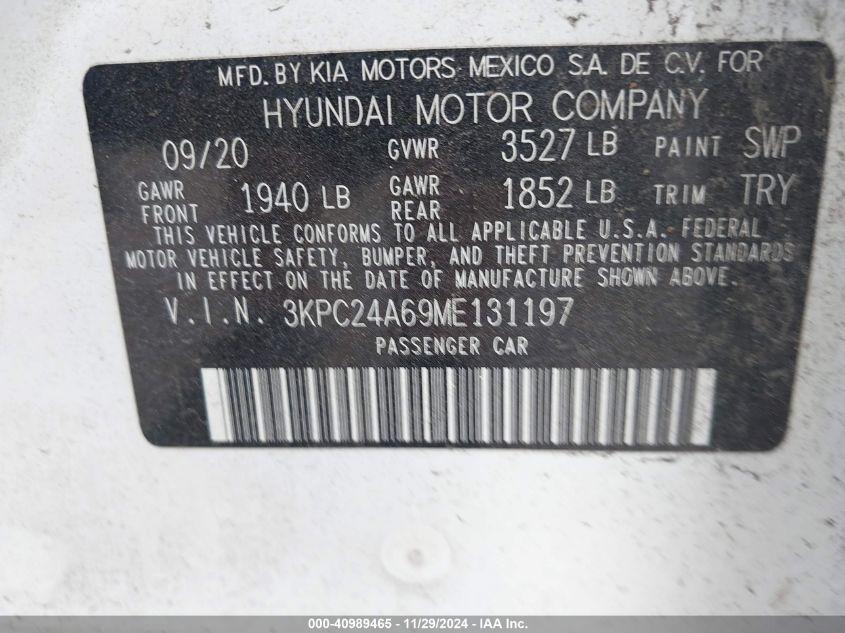 MFD. BY KIA MOTORS MEXICO S.A. DE C.V. FOR
HYUNDAI MOTOR COMPANY
09/20 GVWR 3527 LB PAINT SWP
GAWR FRONT 1940 LB GAWR REAR 1852 LB TRIM TRY
THIS VEHICLE CONFORMS TO ALL APPLICABLE U.S.A. FEDERAL
MOTOR VEHICLE SAFETY, BUMPER, AND THEFT PREVENTION STANDARDS
IN EFFECT ON THE DATE OF MANUFACTURE SHOWN ABOVE.
V.I.N. 3KPC24A69ME131197
PASSENGER CAR
000-40989465 - 11/29/2024 - IAA Inc.